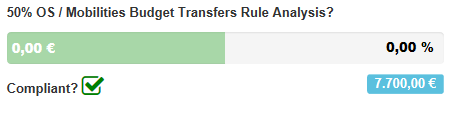 50% OS / Mobilities Budget Transfers Rule Analysis?
0,00 € 0,00 %
Compliant? 7.700,00 €